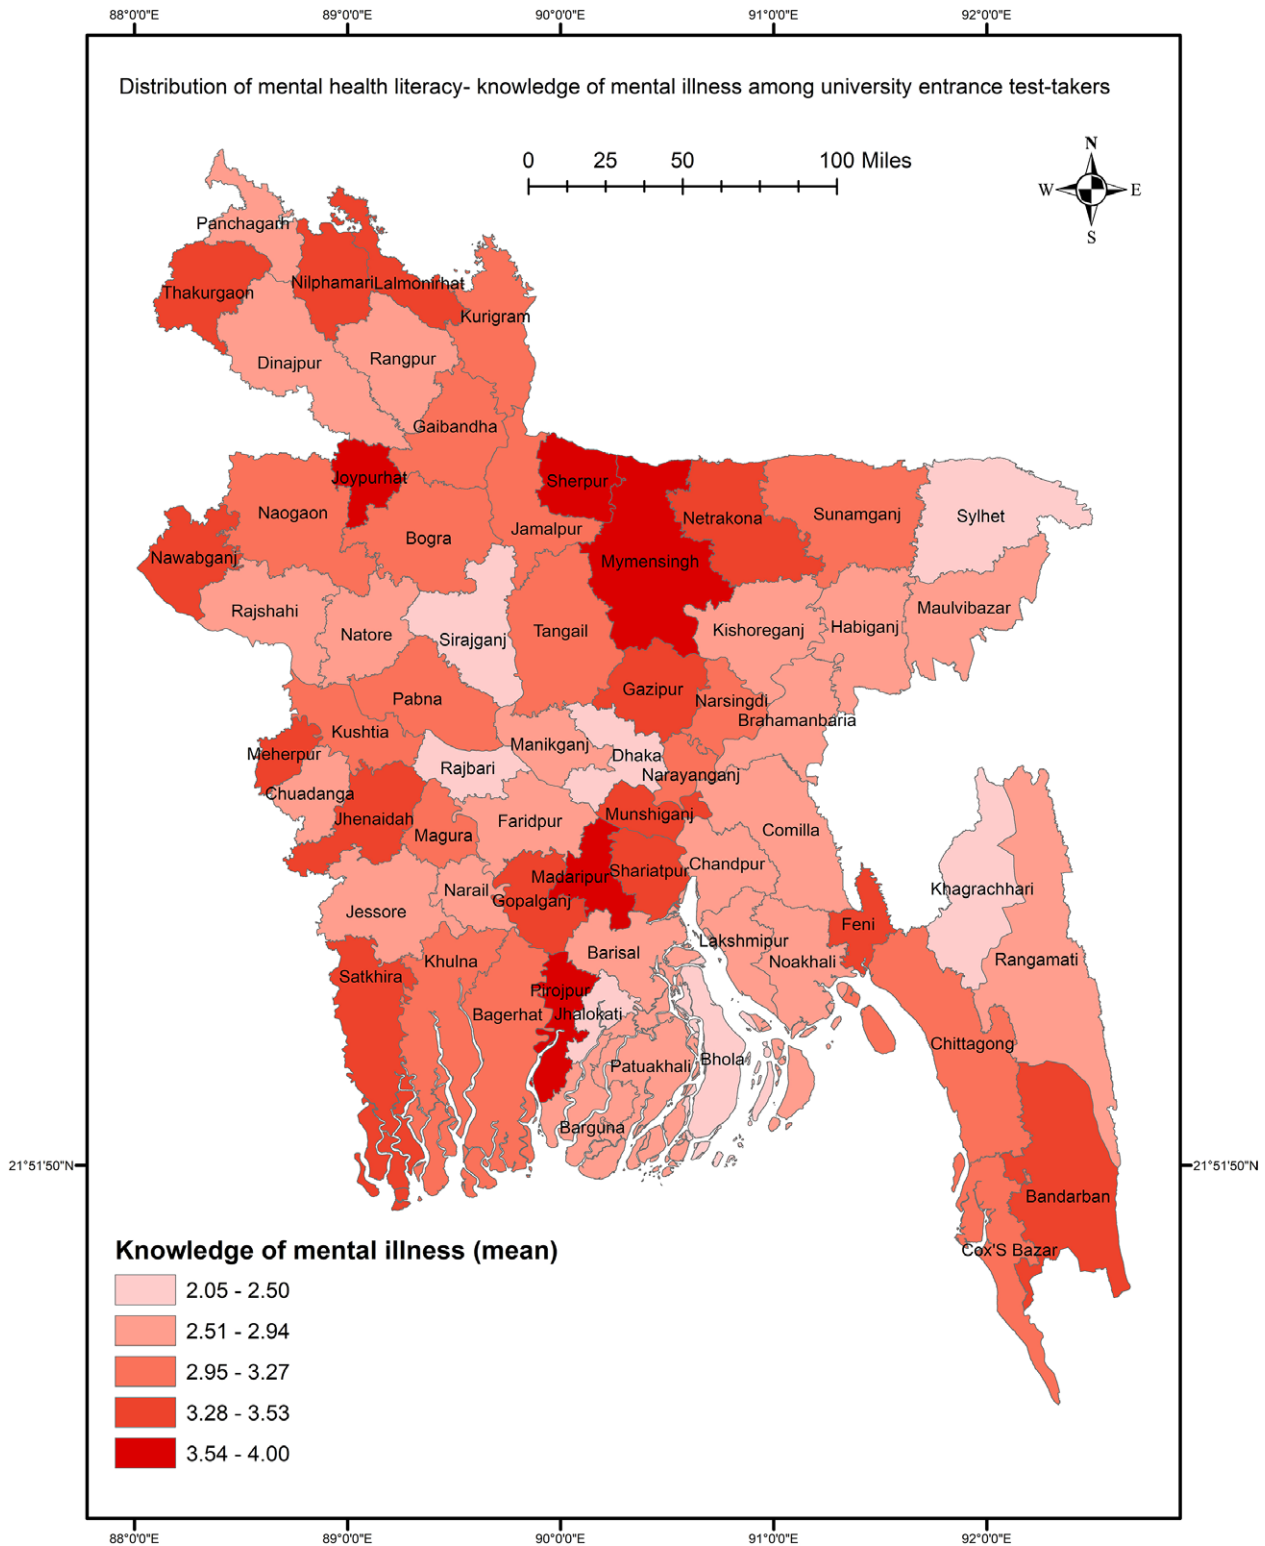 88°0'0"E 89°0'0"E 90°0'0"E 91°0'0"E 92°0'0"E
Distribution of mental health literacy- knowledge of mental illness among university entrance test-takers
0 25 50 100 Miles
N
W E
S
Panchagarh
Thakurgaon
Nilphamari
Lalmonirhat
Kurigram
Dinajpur
Rangpur
Gaibandha
Joypurhat
Sherpur
Naogaon
Jamalpur
Netrakona
Sunamganj
Sylhet
Bogra
Nawabganj
Mymensingh
Rajshahi
Natore
Sirajganj
Tangail
Kishoreganj
Habiganj
Maulvibazar
Pabna
Gazipur
Narsingdi
Brahamanbaria
Kushtia
Manikganj
Meherpur
Dhaka
Rajbari
Narayanganj
Chuadanga
Jhenaidah
Magura
Faridpur
Munshiganj
Comilla
Madaripur
Shariatpur
Chandpur
Narail
Gopalganj
Khagrachhari
Jessore
Feni
Lakshmipur
Barisal
Noakhali
Rangamati
Satkhira
Khulna
Pirojpur
Bagerhat
Jhalokati
Chittagong
Patuakhali
Bhola
Barguna
21°51'50"N 21°51'50"N
Bandarban
Cox'S Bazar
Knowledge of mental illness (mean)
2.05 - 2.50
2.51 - 2.94
2.95 - 3.27
3.28 - 3.53
3.54 - 4.00
88°0'0"E 89°0'0"E 90°0'0"E 91°0'0"E 92°0'0"E